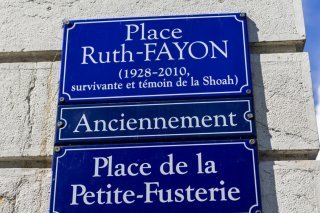 Place
Ruth-FAYON
(1928-2010,
survivante et témoin de la Shoah)
Anciennement
Place de la
Petite-Fusterie